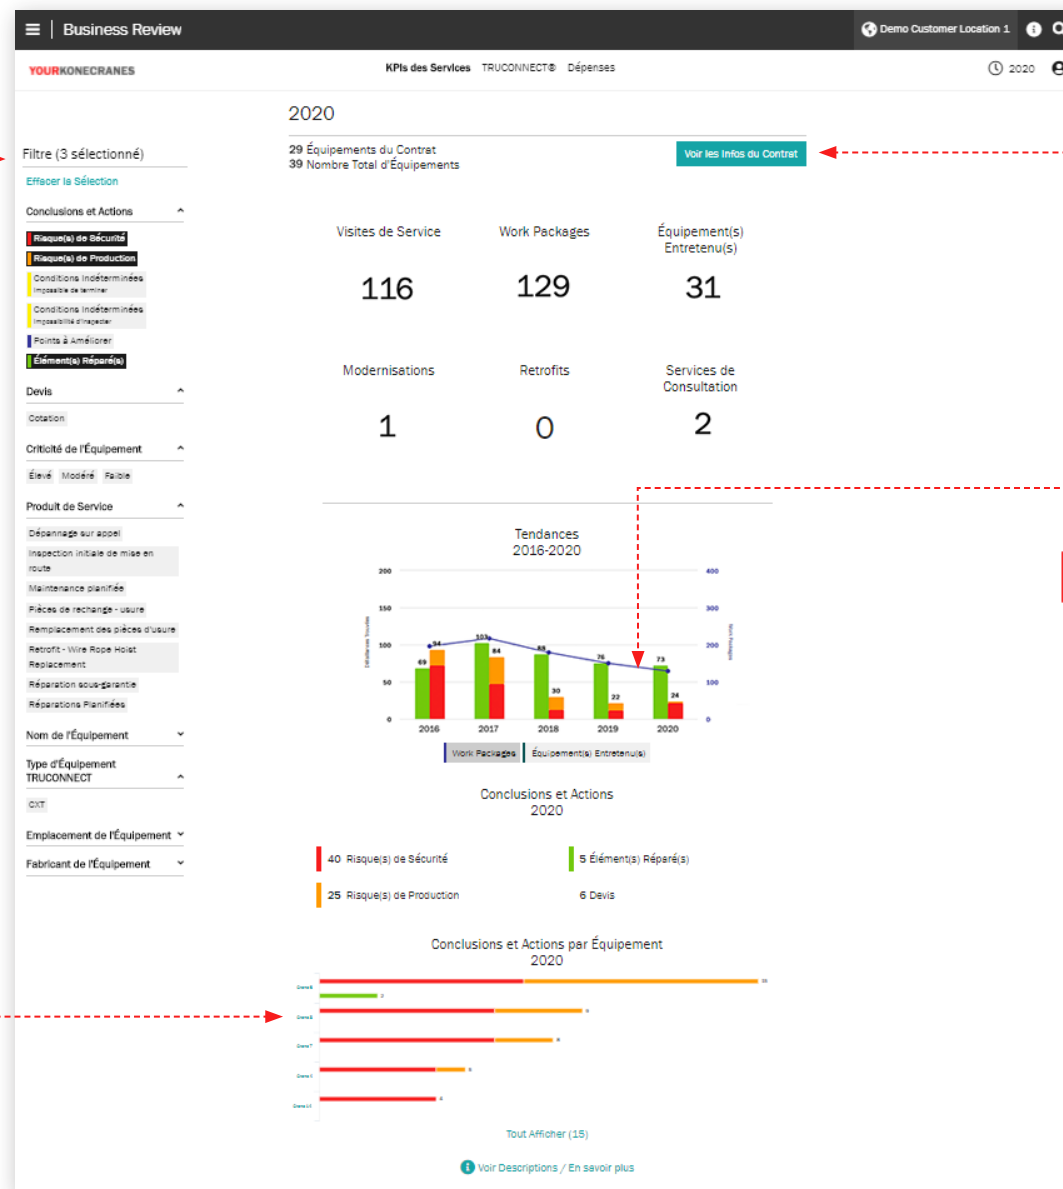 Business Review
Demo Customer Location 1
YOURKONECRANES
KPIs des Services TRUCONNECT® Dépenses
2020
2020
29 Équipements du Contrat
39 Nombre Total d'Équipements
Voir les Infos du Contrat
Filtre (3 sélectionné)
Effacer la Sélection
Conclusions et Actions
Risque(s) de Sécurité
Risque(s) de Production
Conditions Indéterminées
Impossible de terminer
Conditions Indéterminées
Impossibilité d'inspecter
Points à Améliorer
Élément(s) Réparé(s)
Devis
Cotation
Criticité de l'Équipement
Élevé Modéré Faible
Produit de Service
Dépannage sur appel
Inspection initiale de mise en
route
Maintenance planifiée
Pièces de rechange - usure
Remplacement des pièces d'usure
Retrofit - Wire Rope Hoist
Replacement
Réparation sous-garantie
Réparations Planifiées
Nom de l'Équipement
Type d'Équipement
TRUCONNECT
CXT
Emplacement de l'Équipement
Fabricant de l'Équipement
Visites de Service
116
Work Packages
129
Équipement(s)
Entretenu(s)
31
Modernisations
1
Retrofits
0
Services de
Consultation
2
Tendances
2016-2020
200
150
100
50
0
400
300
200
100
0
Work Packages
69
94
103
84
89
30
76
22
73
24
2016 2017 2018 2019 2020
Work Packages
Équipement(s) Entretenu(s)
Conclusions et Actions
2020
40 Risque(s) de Sécurité
5 Élément(s) Réparé(s)
25 Risque(s) de Production
6 Devis
Conclusions et Actions par Équipement
2020
2
Tout Afficher (15)
Voir Descriptions / En savoir plus